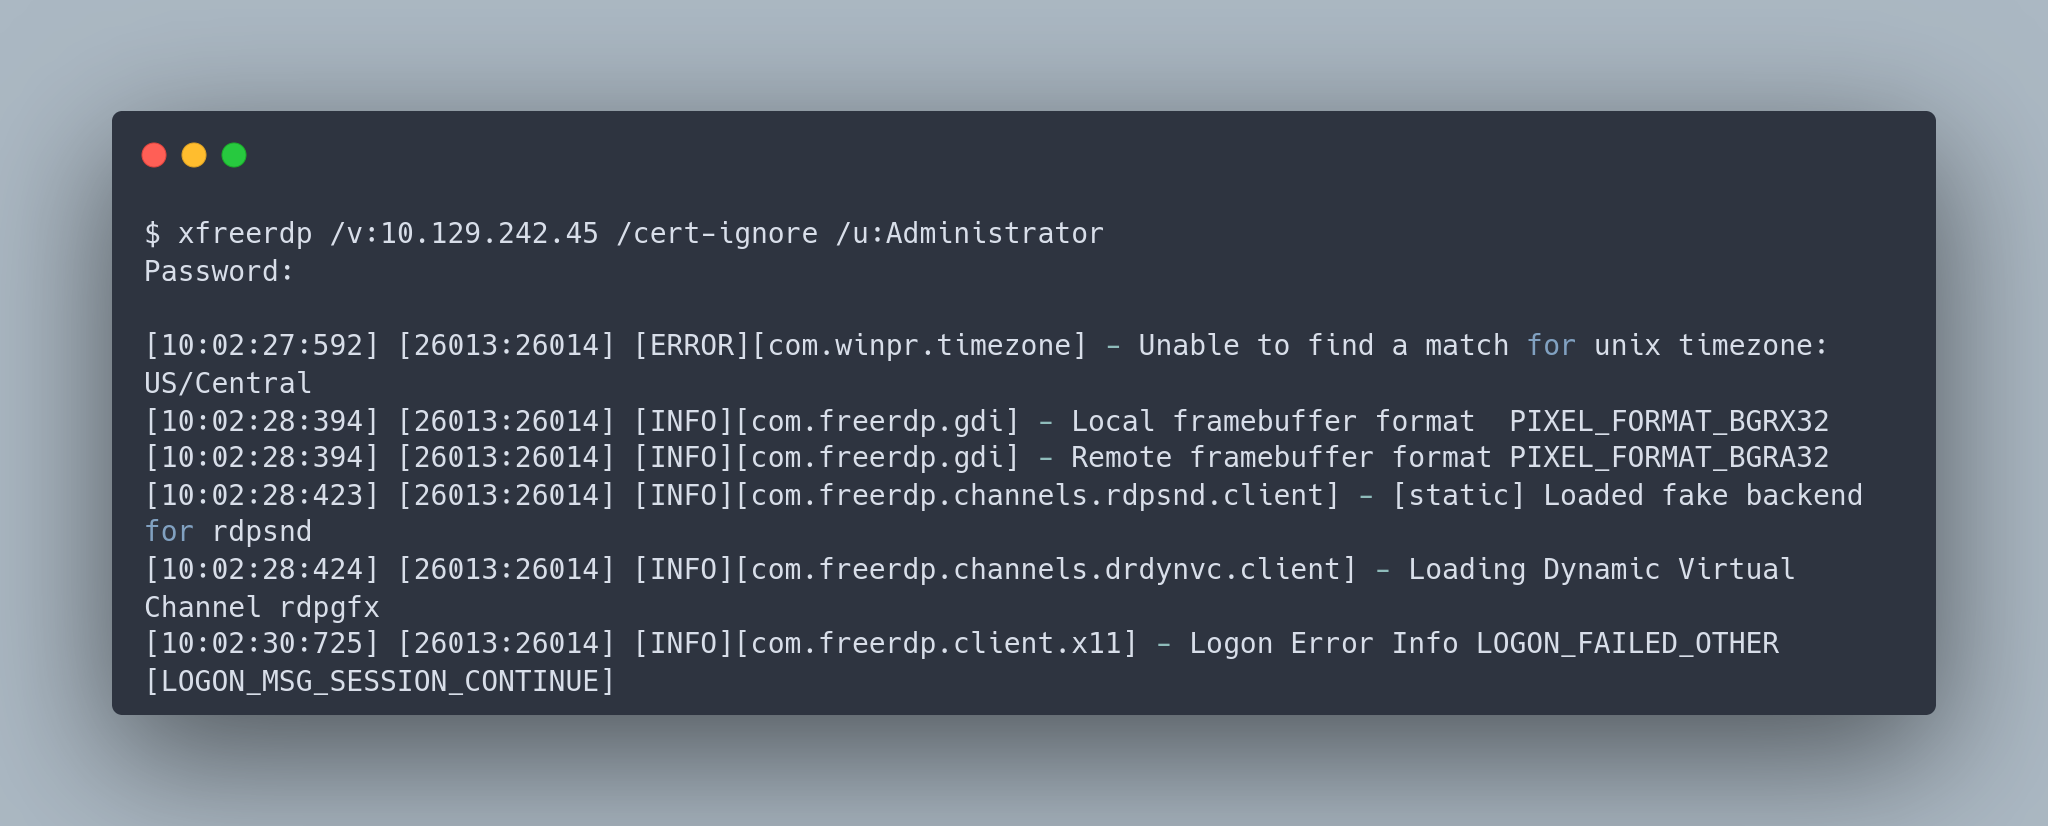 $ xfreerdp /v:10.129.242.45 /cert-ignore /u:Administrator
Password:
[10:02:27:592] [26013:26014] [ERROR][com.winpr.timezone] - Unable to find a match for unix timezone:
US/Central
[10:02:28:394] [26013:26014] [INFO][com.freerdp.gdi] - Local framebuffer format  PIXEL_FORMAT_BGRX32
[10:02:28:394] [26013:26014] [INFO][com.freerdp.gdi] - Remote framebuffer format PIXEL_FORMAT_BGRA32
[10:02:28:423] [26013:26014] [INFO][com.freerdp.channels.rdpsnd.client] - [static] Loaded fake backend
for rdpsnd
[10:02:28:424] [26013:26014] [INFO][com.freerdp.channels.drdynvc.client] - Loading Dynamic Virtual
Channel rdpgfx
[10:02:30:725] [26013:26014] [INFO][com.freerdp.client.x11] - Logon Error Info LOGON_FAILED_OTHER
[LOGON_MSG_SESSION_CONTINUE]